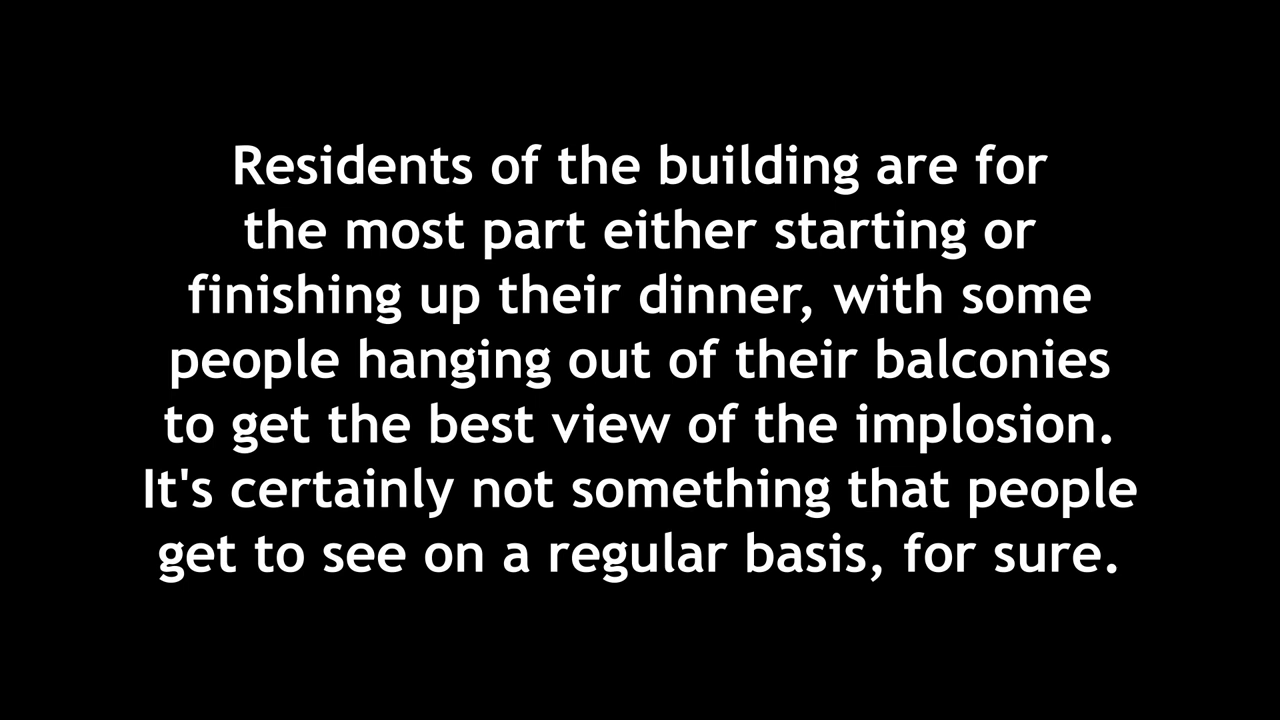 Residents of the building are for
the most part either starting or
finishing up their dinner, with some
people hanging out of their balconies
to get the best view of the implosion.
It's certainly not something that people
get to see on a regular basis, for sure.